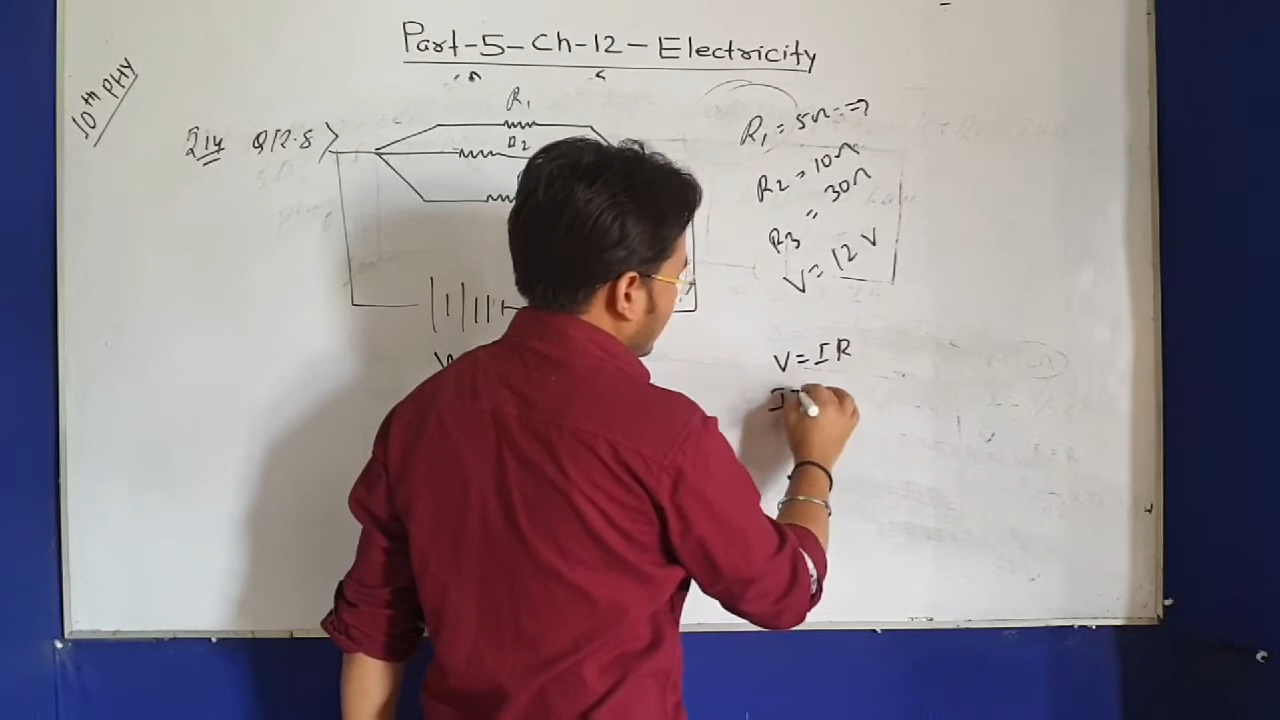 Part-5-Ch-12-Electricity
10th PHY
214 Q12.8
R1
R2
R1 = 5Ω =>
R2 = 10Ω
R3 = 30Ω
V = 12 V
V = IR